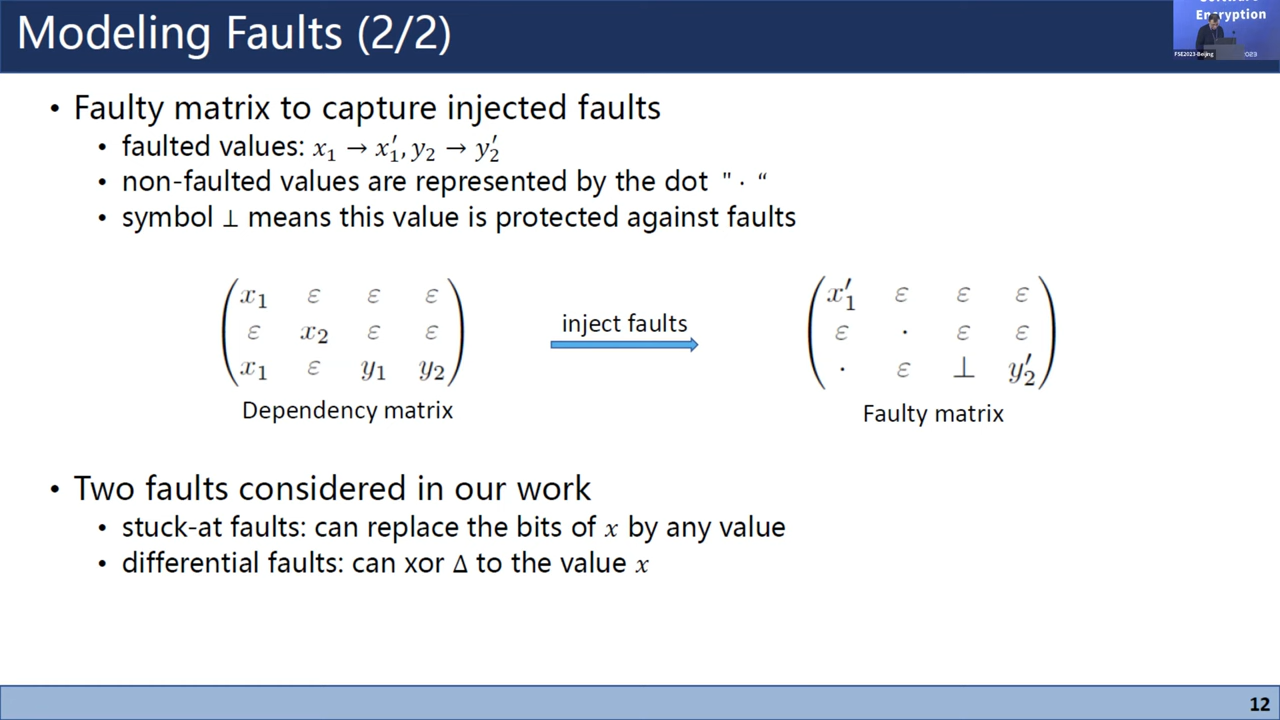 Modeling Faults (2/2)
Encryption
FSE2023-Beijing
023
• Faulty matrix to capture injected faults
• faulted values: x₁ → x₁′, y₂ → y₂′
• non-faulted values are represented by the dot " · “
• symbol ⊥ means this value is protected against faults
x₁ ε ε ε
ε x₂ ε ε
x₁ ε y₁ y₂
Dependency matrix
inject faults
x₁′ ε ε ε
ε · ε ε
· ε ⊥ y₂′
Faulty matrix
• Two faults considered in our work
• stuck-at faults: can replace the bits of x by any value
• differential faults: can xor Δ to the value x
12